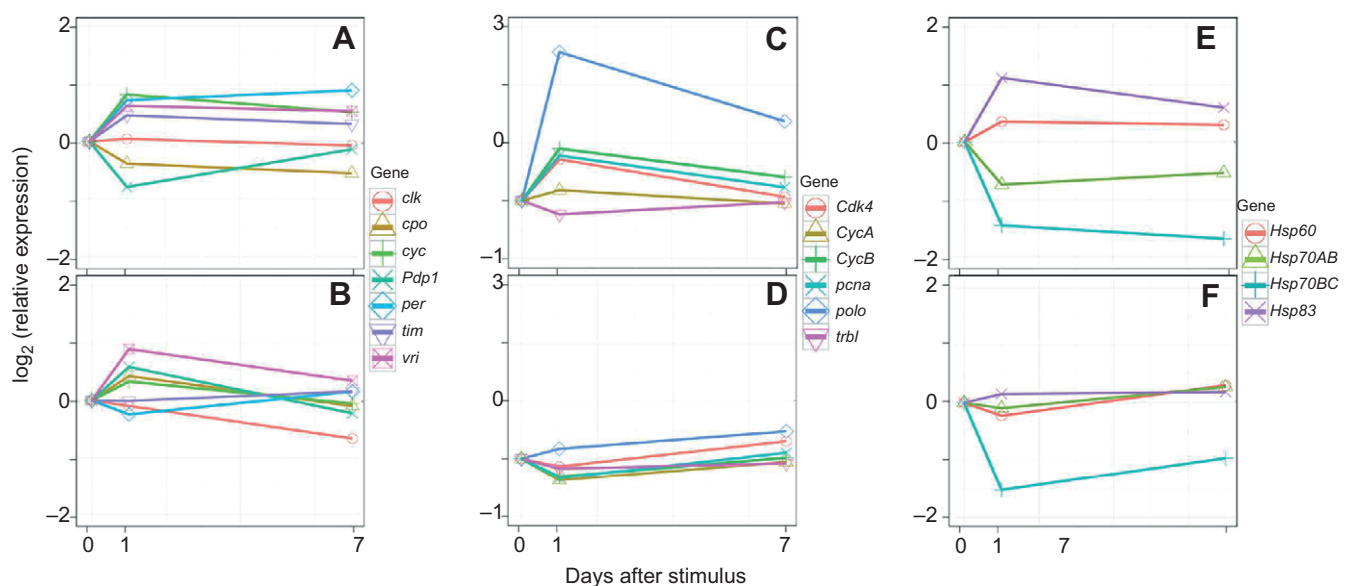 log2 (relative expression)
A
2
0
–2
B
2
0
–2
0 1 7
Gene
clk
cpo
cyc
Pdp1
per
tim
vri
C
3
0
–1
D
3
0
–1
0 1 7
Gene
Cdk4
CycA
CycB
pcna
polo
trbl
E
2
0
–2
F
2
0
–2
0 1 7
Gene
Hsp60
Hsp70AB
Hsp70BC
Hsp83
Days after stimulus